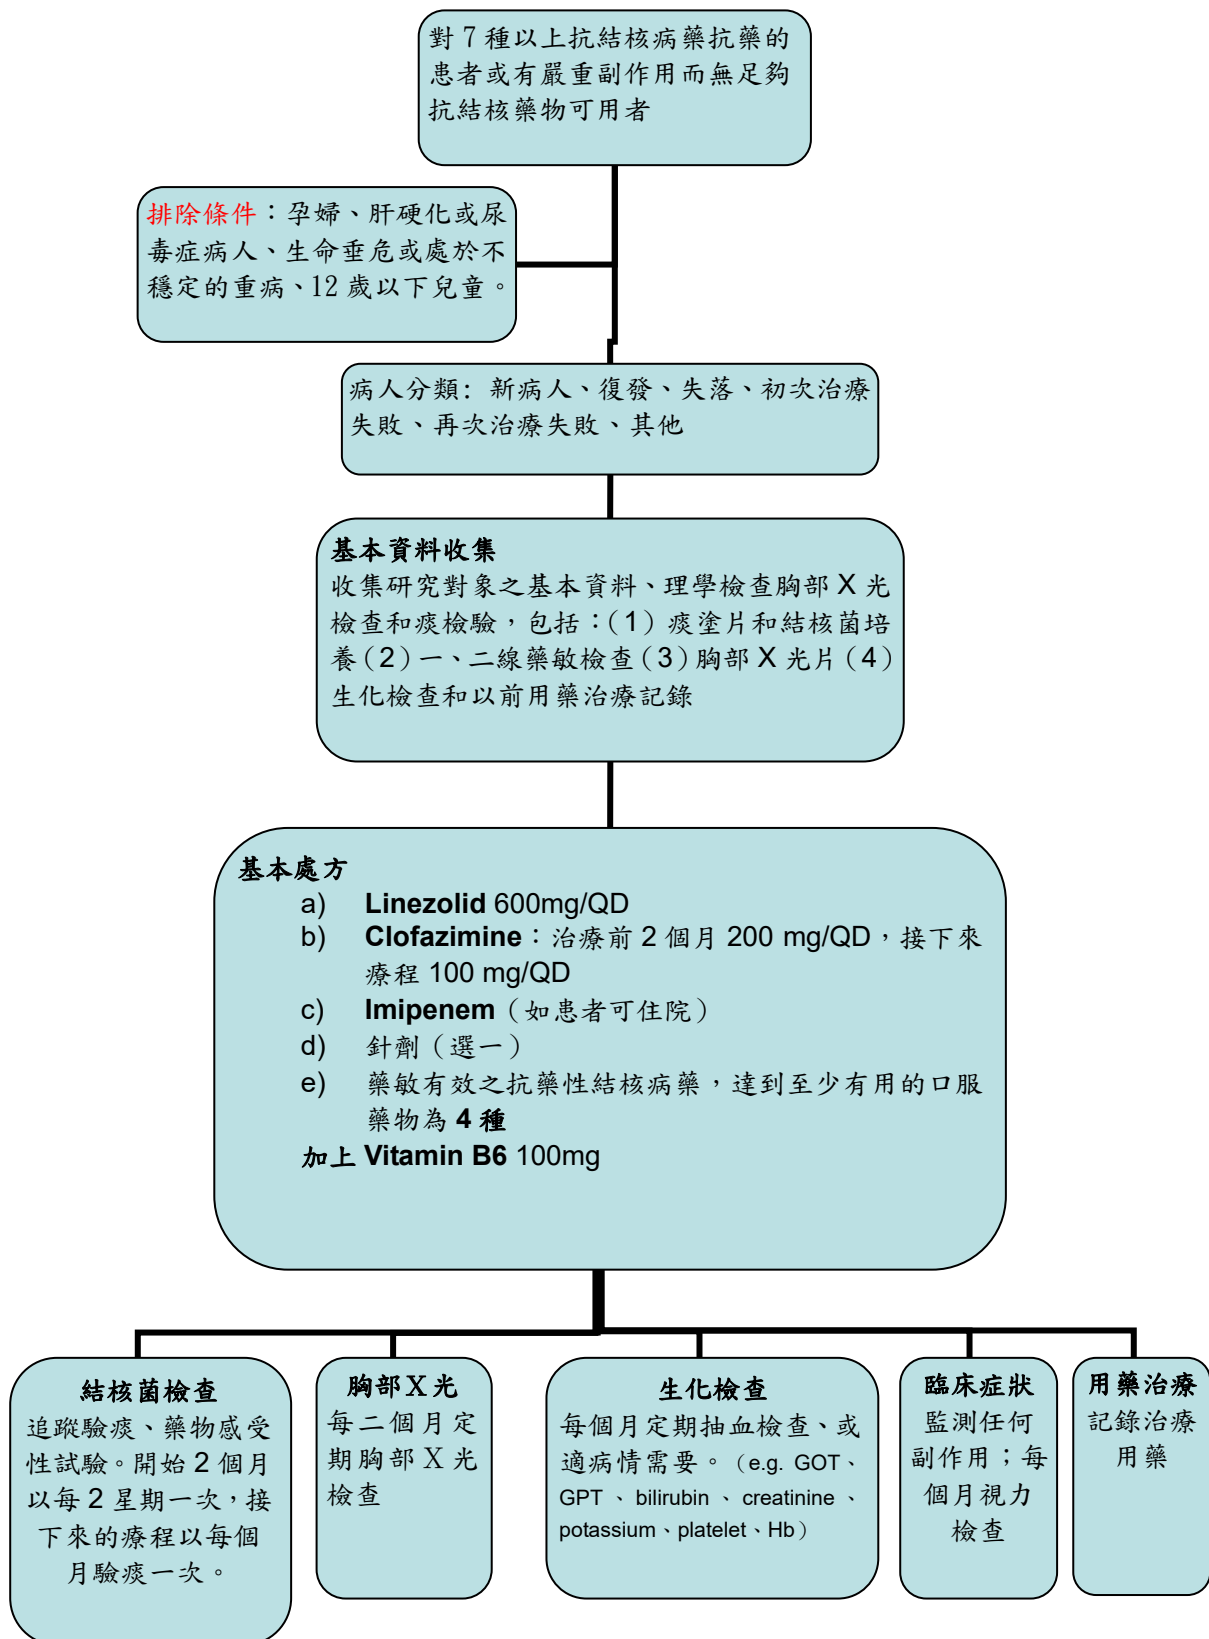 對 7 種以上抗結核病藥抗藥的
患者或有嚴重副作用而無足夠
抗結核藥物可用者
排除條件：孕婦、肝硬化或尿
毒症病人、生命垂危或處於不
穩定的重病、12 歲以下兒童。
病人分類: 新病人、復發、失落、初次治療
失敗、再次治療失敗、其他
基本資料收集
收集研究對象之基本資料、理學檢查胸部 X 光
檢查和痰檢驗，包括：（1）痰塗片和結核菌培
養（2）一、二線藥敏檢查（3）胸部 X 光片（4）
生化檢查和以前用藥治療記錄
基本處方
a) Linezolid 600mg/QD
b) Clofazimine：治療前 2 個月 200 mg/QD，接下來
療程 100 mg/QD
c) Imipenem（如患者可住院）
d) 針劑（選一）
e) 藥敏有效之抗藥性結核病藥，達到至少有用的口服
藥物為 4 種
加上 Vitamin B6 100mg
結核菌檢查
追蹤驗痰、藥物感受
性試驗。開始 2 個月
以每 2 星期一次，接
下來的療程以每個
月驗痰一次。
胸部Ｘ光
每二個月定
期胸部Ｘ光
檢查
生化檢查
每個月定期抽血檢查、或
適病情需要。（e.g. GOT、
GPT、bilirubin、creatinine、
potassium、platelet、Hb）
臨床症狀
監測任何
副作用；每
個月視力
檢查
用藥治療
記錄治療
用藥